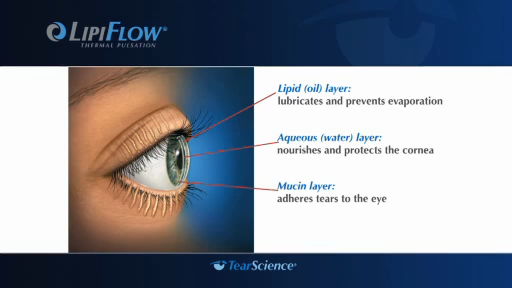 LIPIFLOW®
THERMAL PULSATION
Lipid (oil) layer:
lubricates and prevents evaporation
Aqueous (water) layer:
nourishes and protects the cornea
Mucin layer:
adheres tears to the eye
TearScience®